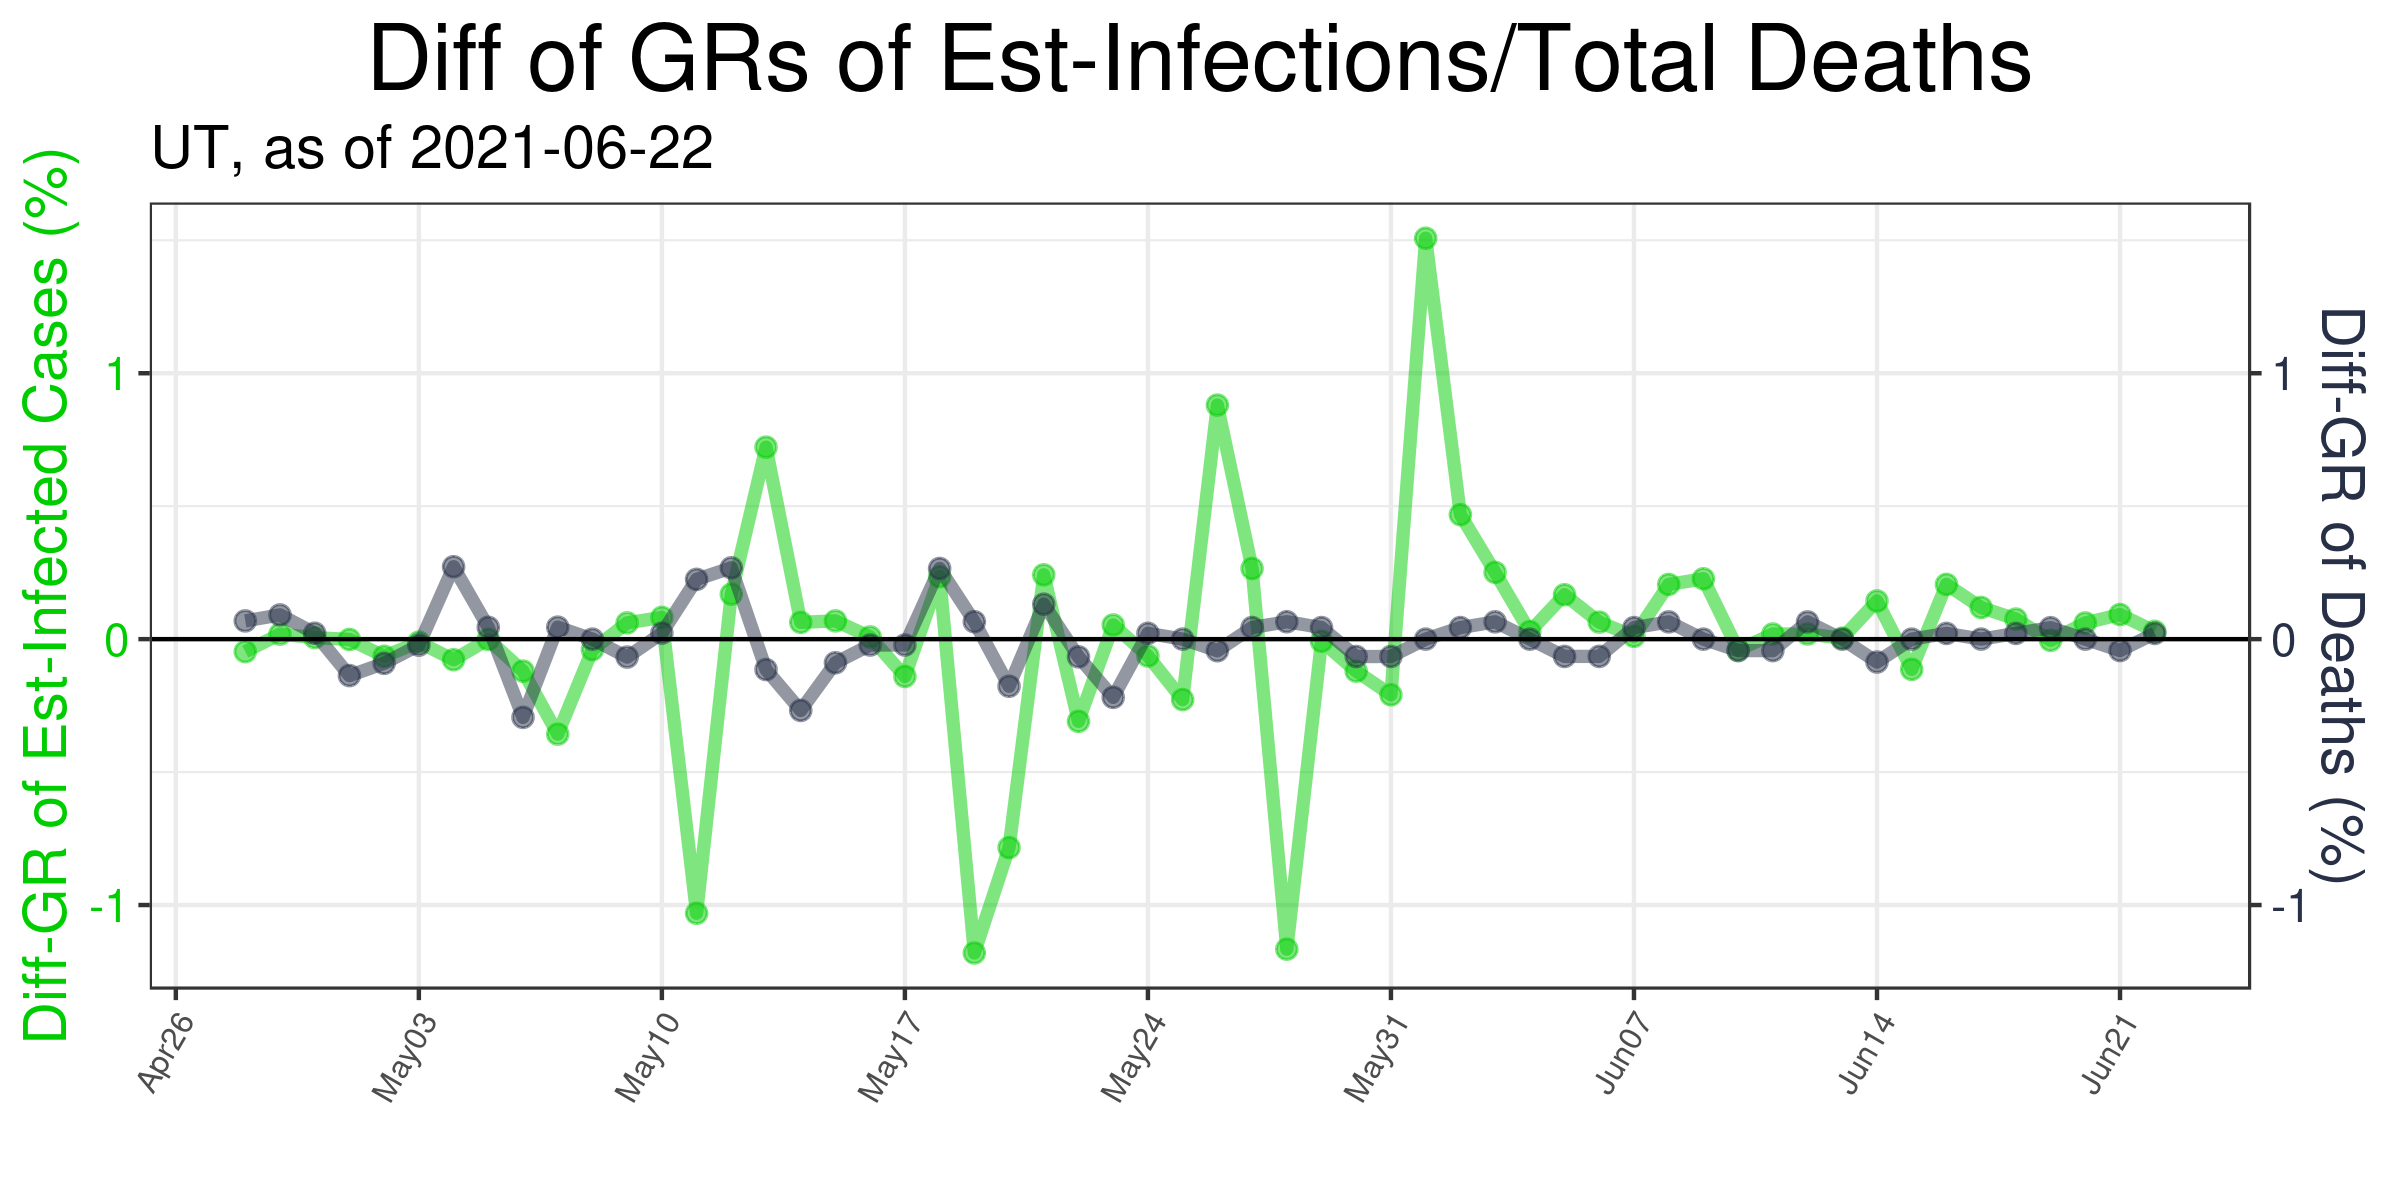 Diff of GRs of Est-Infections/Total Deaths
UT, as of 2021-06-22
Diff-GR of Est-Infected Cases (%)
1
0
-1
1
0
-1
Diff-GR of Deaths (%)
Apr26
May03
May10
May17
May24
May31
Jun07
Jun14
Jun21